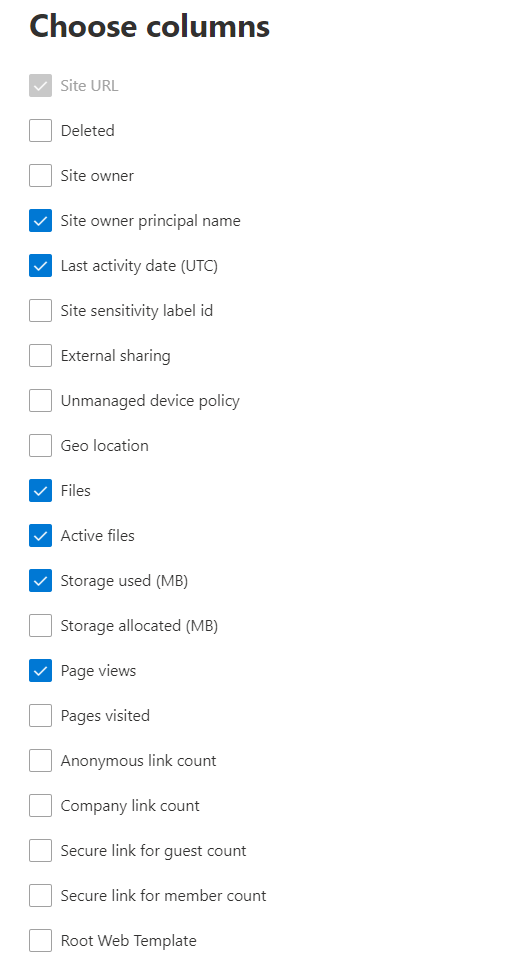 Choose columns
Site URL
Deleted
Site owner
Site owner principal name
Last activity date (UTC)
Site sensitivity label id
External sharing
Unmanaged device policy
Geo location
Files
Active files
Storage used (MB)
Storage allocated (MB)
Page views
Pages visited
Anonymous link count
Company link count
Secure link for guest count
Secure link for member count
Root Web Template